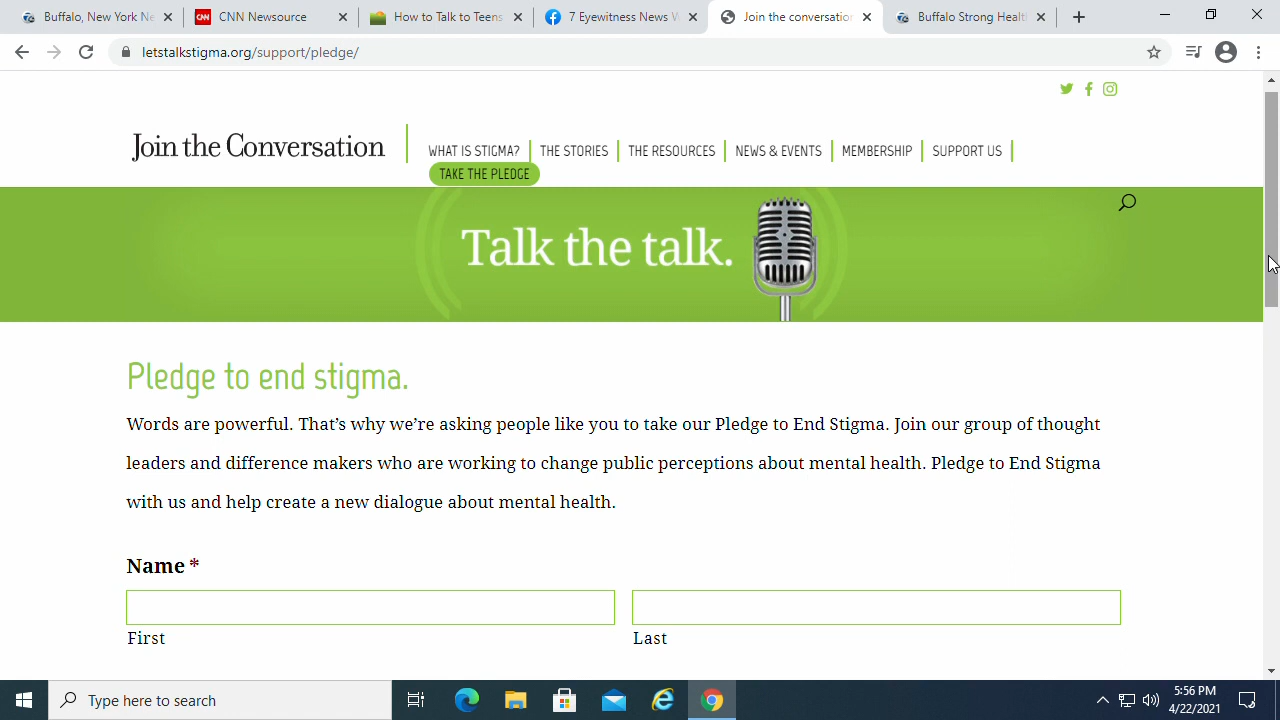 Buffalo, New York Ne
CNN Newsource
How to Talk to Teens
7 Eyewitness News W
Join the conversation
Buffalo Strong Healt
letstalkstigma.org/support/pledge/
Join the Conversation
WHAT IS STIGMA?
THE STORIES
THE RESOURCES
NEWS & EVENTS
MEMBERSHIP
SUPPORT US
TAKE THE PLEDGE
Talk the talk.
Pledge to end stigma.
Words are powerful. That’s why we’re asking people like you to take our Pledge to End Stigma. Join our group of thought
leaders and difference makers who are working to change public perceptions about mental health. Pledge to End Stigma
with us and help create a new dialogue about mental health.
Name *
First
Last
Type here to search
5:56 PM
4/22/2021